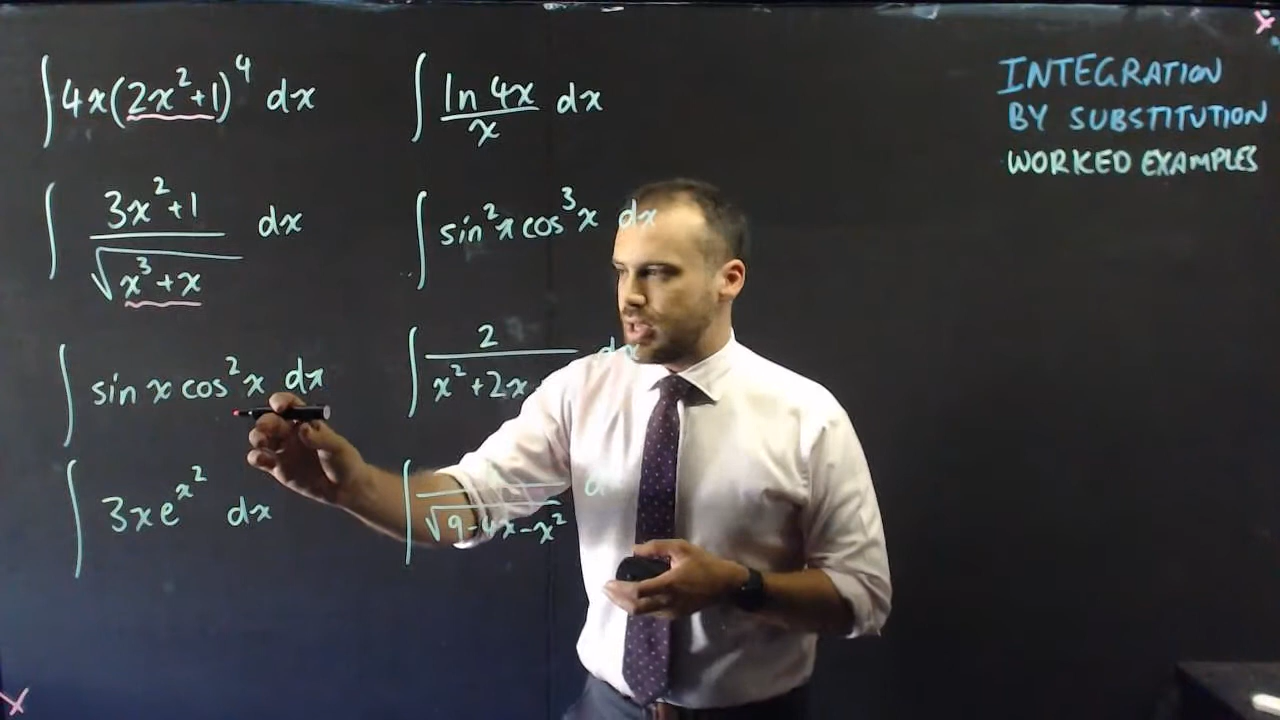 ∫ 4x(2x²+1)⁴ dx
∫ 3x²+1 / √(x³+x) dx
∫ sin x cos²x dx
∫ 3xe^(x²) dx
∫ ln 4x / x dx
∫ sin²x cos³x dx
∫ 2 / x²+2x dx
∫ √(9-4x-x²)
INTEGRATION
BY SUBSTITUTION
WORKED EXAMPLES